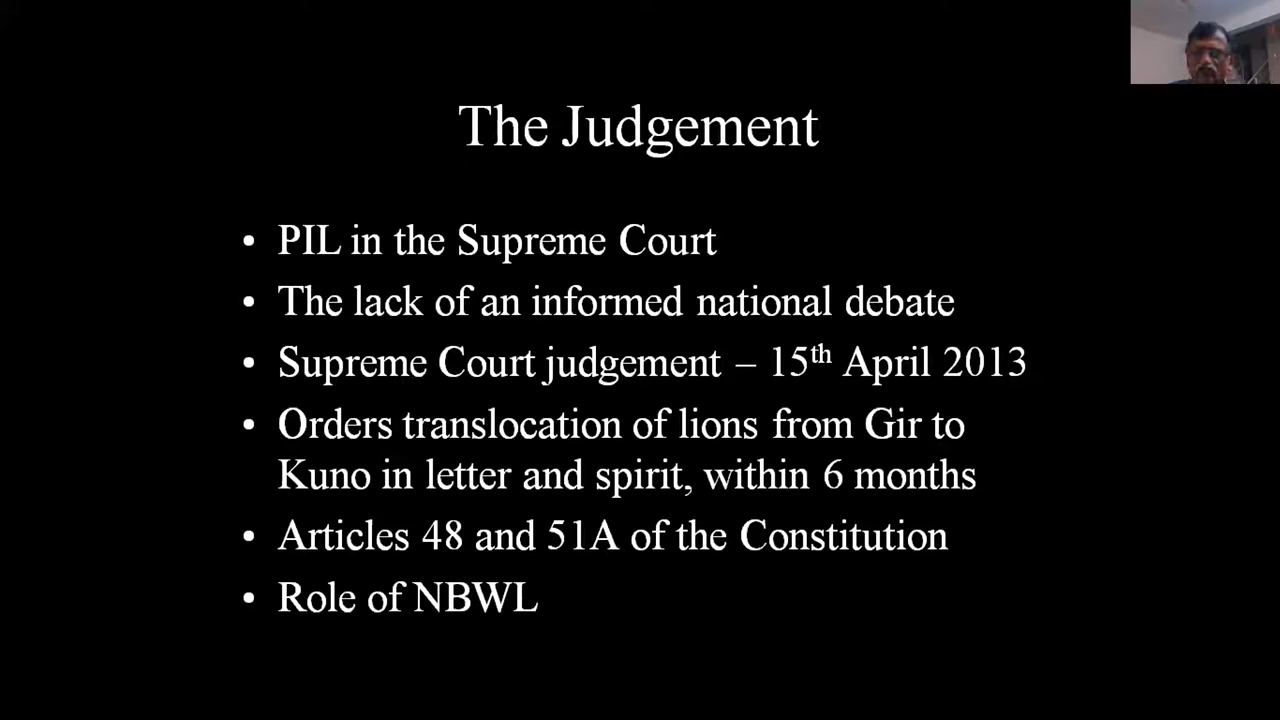 The Judgement
• PIL in the Supreme Court
• The lack of an informed national debate
• Supreme Court judgement – 15th April 2013
• Orders translocation of lions from Gir to
Kuno in letter and spirit, within 6 months
• Articles 48 and 51A of the Constitution
• Role of NBWL